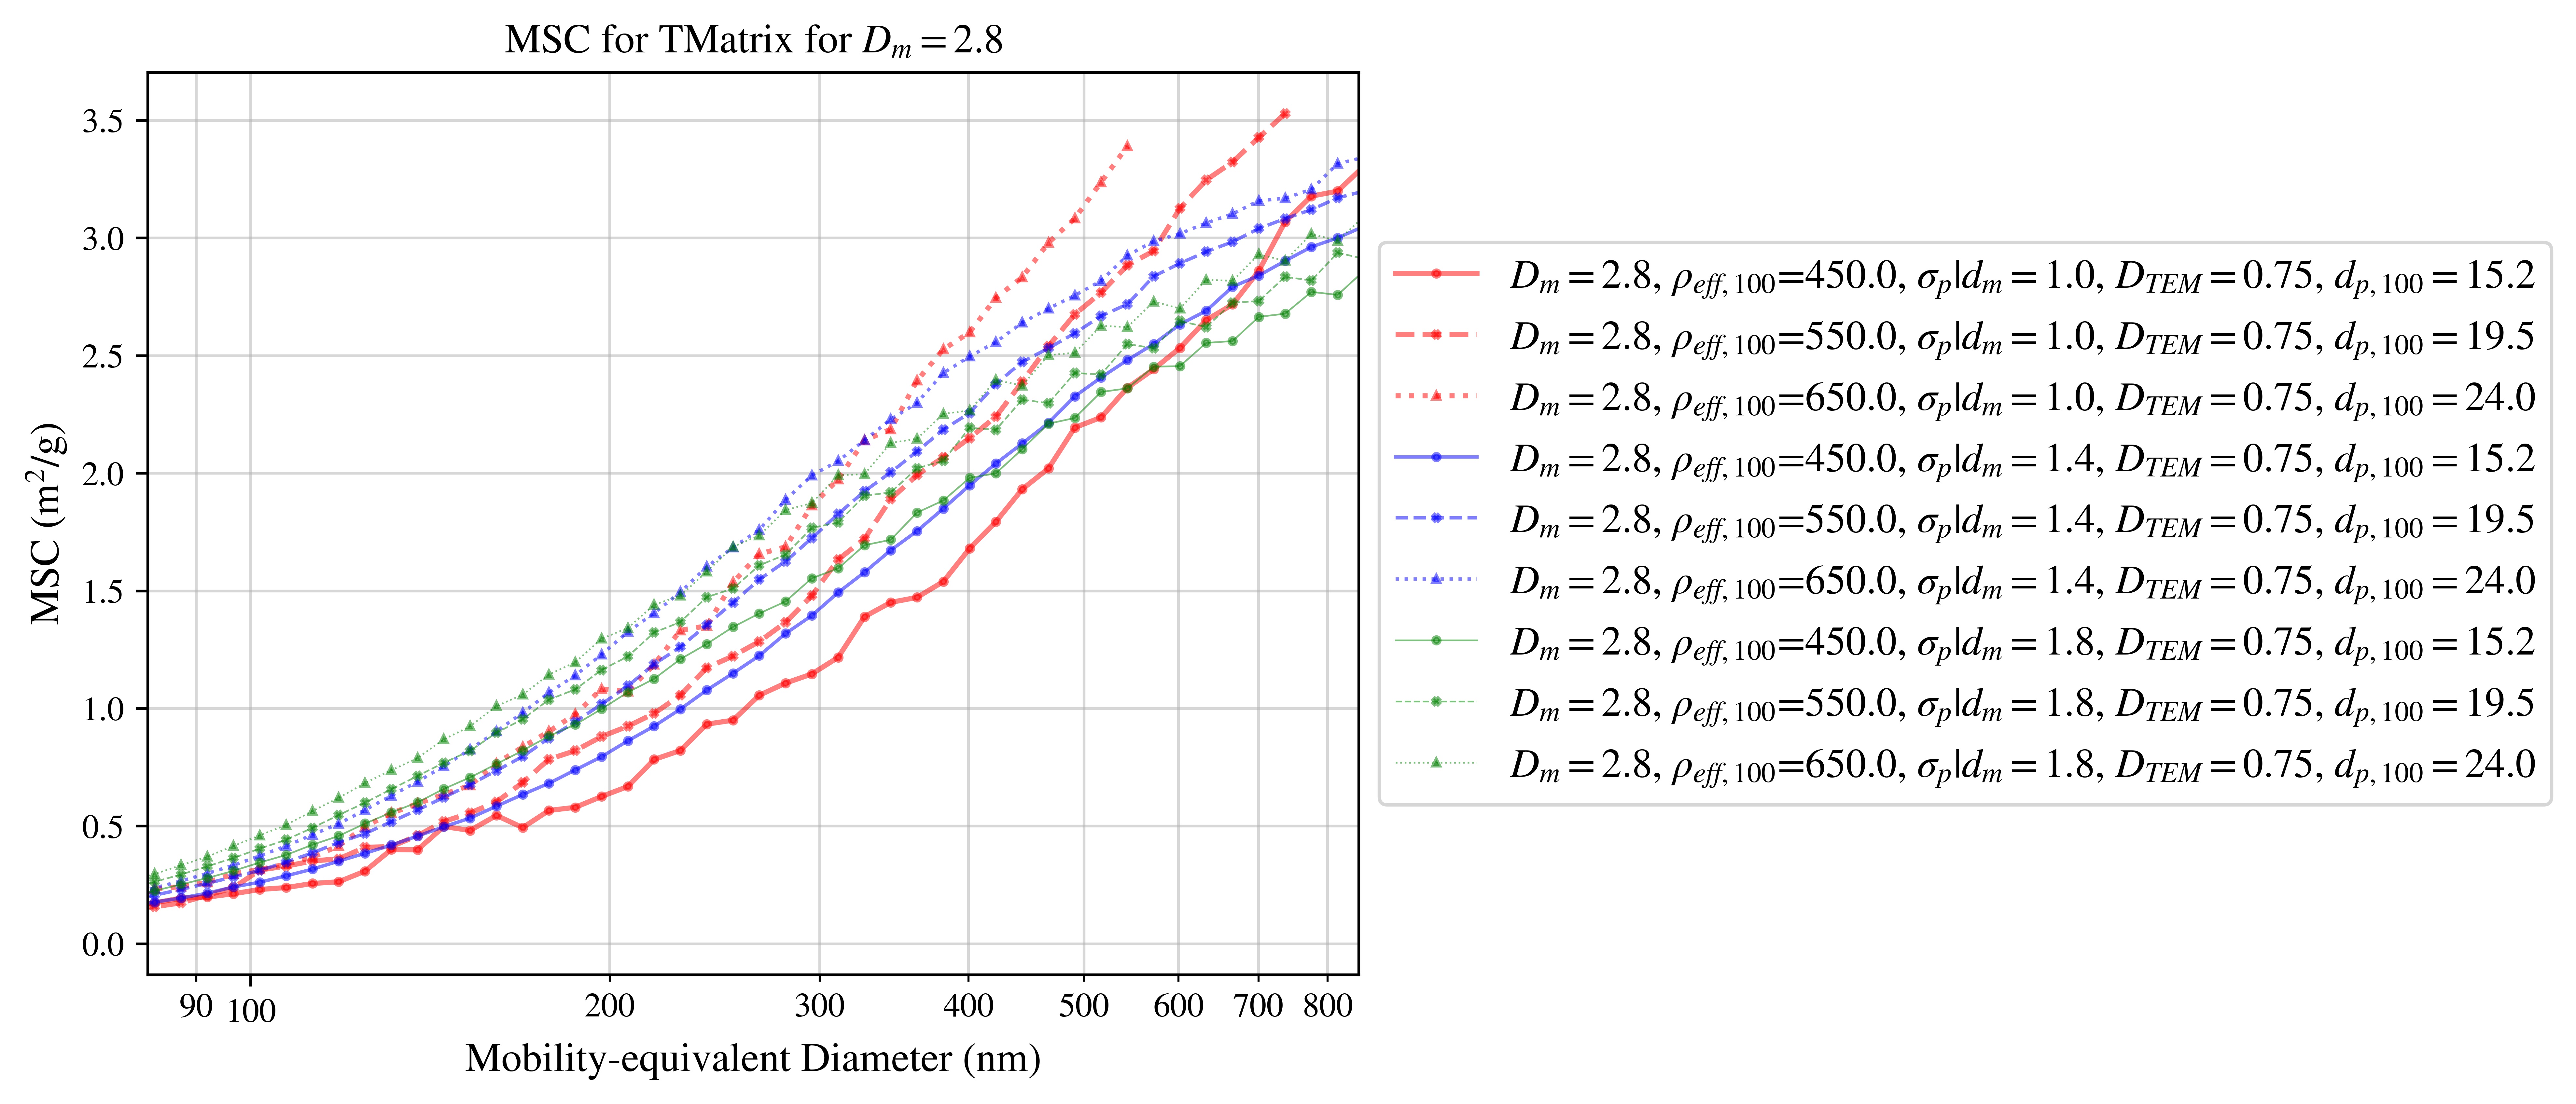 MSC for TMatrix for Dₘ = 2.8
3.5
3.0
2.5
2.0
1.5
1.0
0.5
0.0
MSC (m²/g)
90 100 200 300 400 500 600 700 800
Mobility-equivalent Diameter (nm)
D_m = 2.8, ρ_eff,100=450.0, σ_p|d_m = 1.0, D_TEM = 0.75, d_p,100 = 15.2
D_m = 2.8, ρ_eff,100=550.0, σ_p|d_m = 1.0, D_TEM = 0.75, d_p,100 = 19.5
D_m = 2.8, ρ_eff,100=650.0, σ_p|d_m = 1.0, D_TEM = 0.75, d_p,100 = 24.0
D_m = 2.8, ρ_eff,100=450.0, σ_p|d_m = 1.4, D_TEM = 0.75, d_p,100 = 15.2
D_m = 2.8, ρ_eff,100=550.0, σ_p|d_m = 1.4, D_TEM = 0.75, d_p,100 = 19.5
D_m = 2.8, ρ_eff,100=650.0, σ_p|d_m = 1.4, D_TEM = 0.75, d_p,100 = 24.0
D_m = 2.8, ρ_eff,100=450.0, σ_p|d_m = 1.8, D_TEM = 0.75, d_p,100 = 15.2
D_m = 2.8, ρ_eff,100=550.0, σ_p|d_m = 1.8, D_TEM = 0.75, d_p,100 = 19.5
D_m = 2.8, ρ_eff,100=650.0, σ_p|d_m = 1.8, D_TEM = 0.75, d_p,100 = 24.0